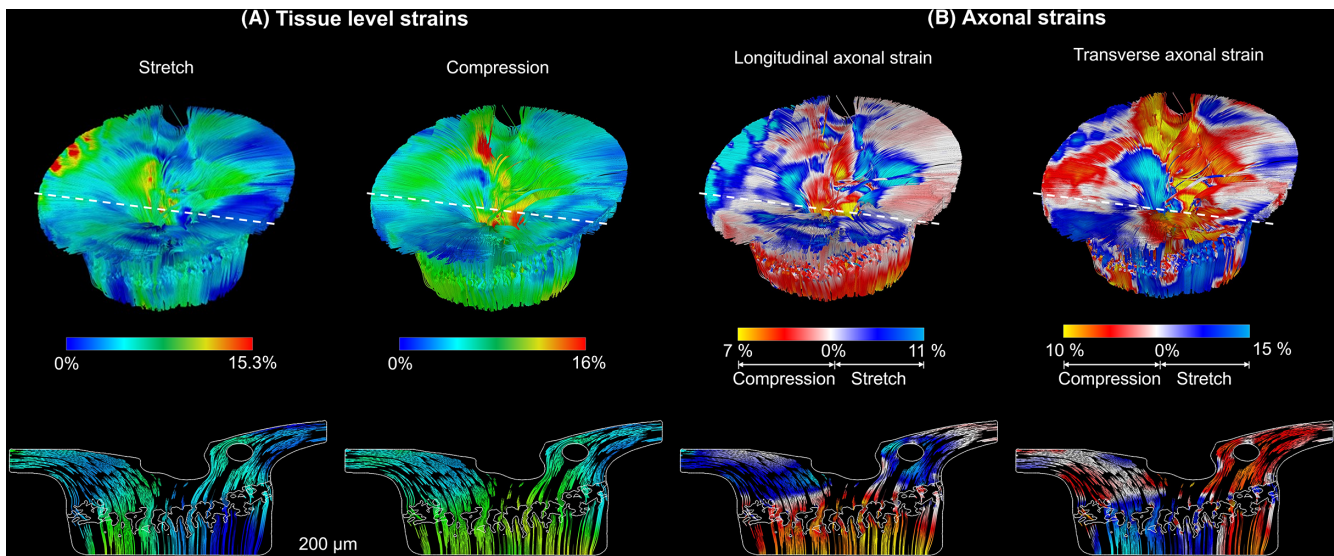 (A) Tissue level strains
(B) Axonal strains
Stretch
Compression
Longitudinal axonal strain
Transverse axonal strain
0% 15.3%
0% 16%
7 % 0% 11 %
Compression Stretch
10 % 0% 15 %
Compression Stretch
200 µm